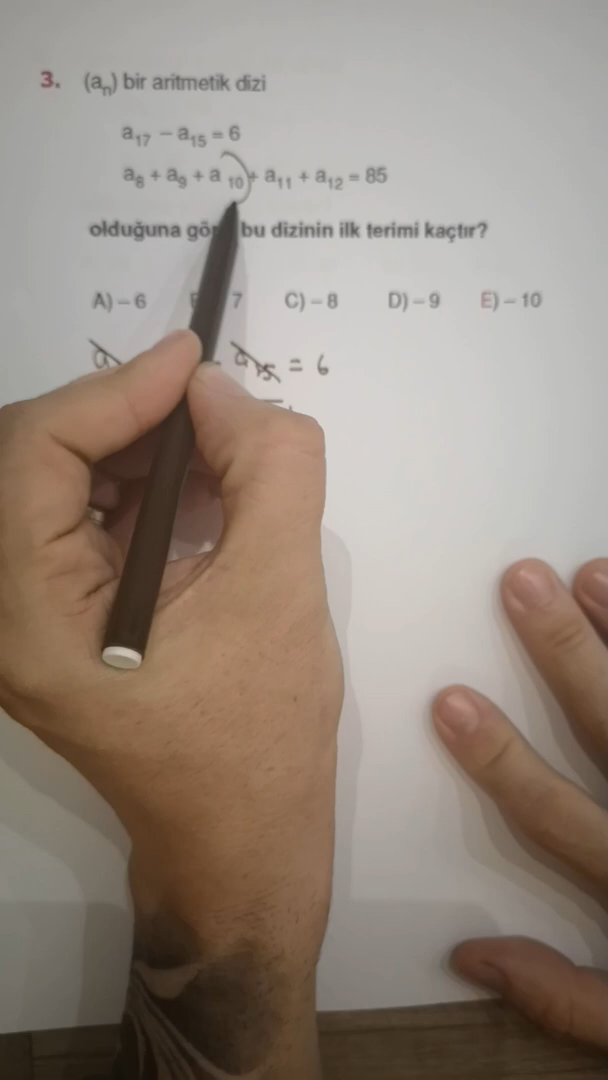 3. (aₙ) bir aritmetik dizi
a₁₇ − a₁₅ = 6
a₈ + a₉ + a₁₀ + a₁₁ + a₁₂ = 85
olduğuna bu dizinin ilk terimi kaçtır?
A) − 6 7 C) − 8 D) − 9 E) − 10
a₁₅ = 6